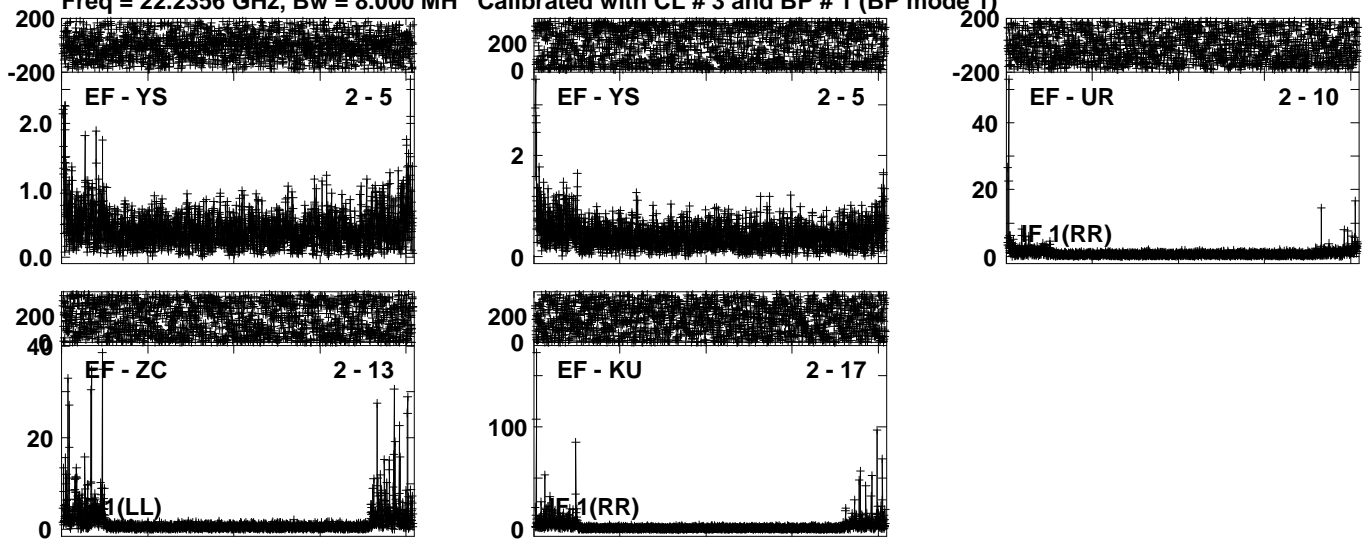 Freq = 22.2356 GHz, Bw = 8.000 MH Calibrated with CL # 3 and BP # 1 (BP mode 1)
200
-200
EF - YS 2 - 5
2.0
1.0
0.0
200
0
EF - YS 2 - 5
2
0
200
-200
EF - UR 2 - 10
40
20
IF 1(RR)
0
200
0
40
EF - ZC 2 - 13
20
1(LL)
0
200
0
EF - KU 2 - 17
100
IF 1(RR)
0